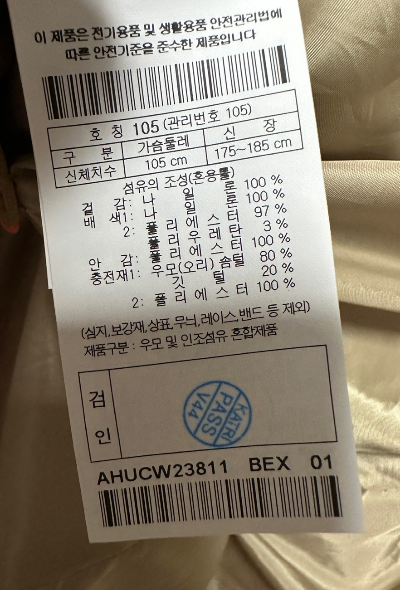 이 제품은 전기용품 및 생활용품 안전관리법에
따른 안전기준을 준수한 제품입니다
호 칭 105 (관리번호 105)
구 분 가슴둘레 신 장
신체치수 105 cm 175~185 cm
섬유의 조성(혼용률)
겉 감: 나 일 론 100 %
배 색1: 나 일 론 100 %
2: 폴 리 에 스 터 97 %
폴 리 우 레 탄 3 %
안 감: 폴 리 에 스 터 100 %
충전재1: 우모(오리) 솜털 80 %
깃 털 20 %
2: 폴 리 에 스 터 100 %
(심지,보강재,상표,무늬,레이스,밴드 등 제외)
제품구분 : 우모 및 인조섬유 혼합제품
검 인
KATRI
PASS
V44
AHUCW23811 BEX 01